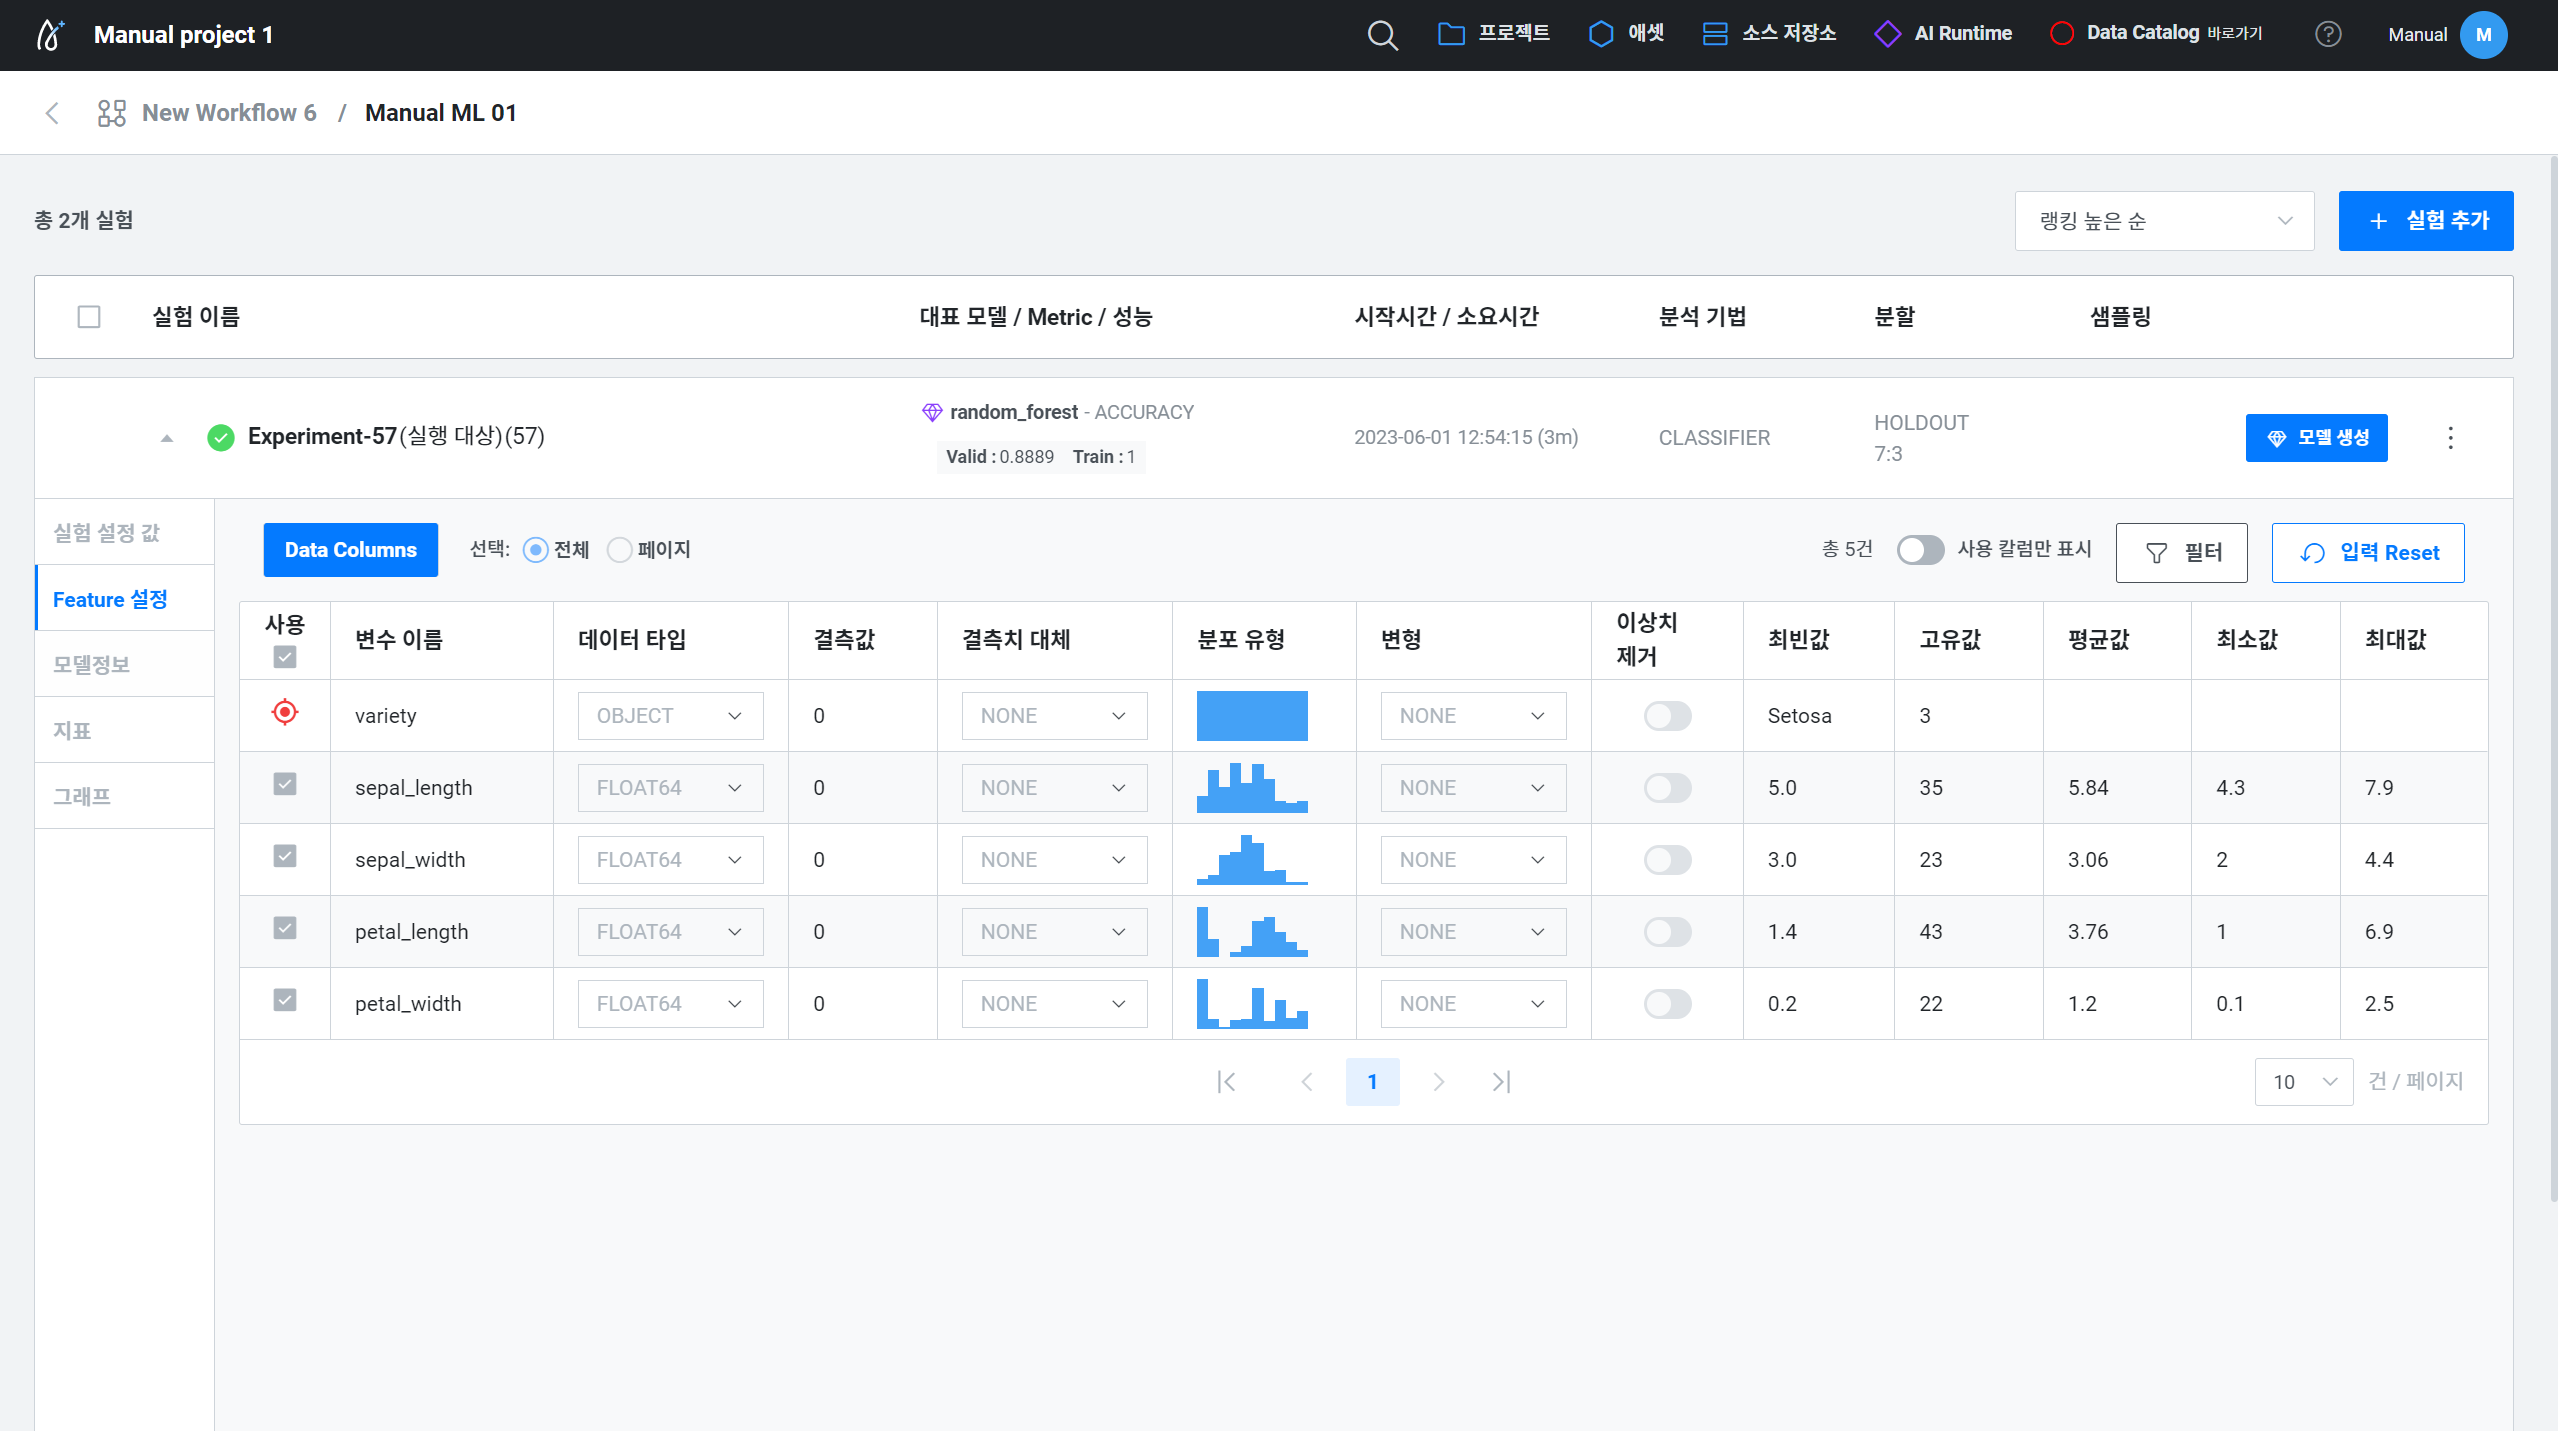 Manual project 1
프로젝트
애셋
소스 저장소
AI Runtime
Data Catalog 바로가기
?
Manual
M
New Workflow 6 / Manual ML 01
총 2개 실험
랭킹 높은 순
+ 실험 추가
실험 이름
대표 모델 / Metric / 성능
시작시간 / 소요시간
분석 기법
분할
샘플링
Experiment-57(실행 대상)(57)
random_forest - ACCURACY
Valid : 0.8889 Train : 1
2023-06-01 12:54:15 (3m)
CLASSIFIER
HOLDOUT
7:3
모델 생성
실험 설정 값
Feature 설정
모델정보
지표
그래프
Data Columns
선택: 전체 페이지
총 5건
사용 칼럼만 표시
필터
입력 Reset
사용
변수 이름
데이터 타입
결측값
결측치 대체
분포 유형
변형
이상치
제거
최빈값
고유값
평균값
최소값
최대값
variety OBJECT 0 NONE NONE Setosa 3
sepal_length FLOAT64 0 NONE NONE 5.0 35 5.84 4.3 7.9
sepal_width FLOAT64 0 NONE NONE 3.0 23 3.06 2 4.4
petal_length FLOAT64 0 NONE NONE 1.4 43 3.76 1 6.9
petal_width FLOAT64 0 NONE NONE 0.2 22 1.2 0.1 2.5
1
10 건 / 페이지